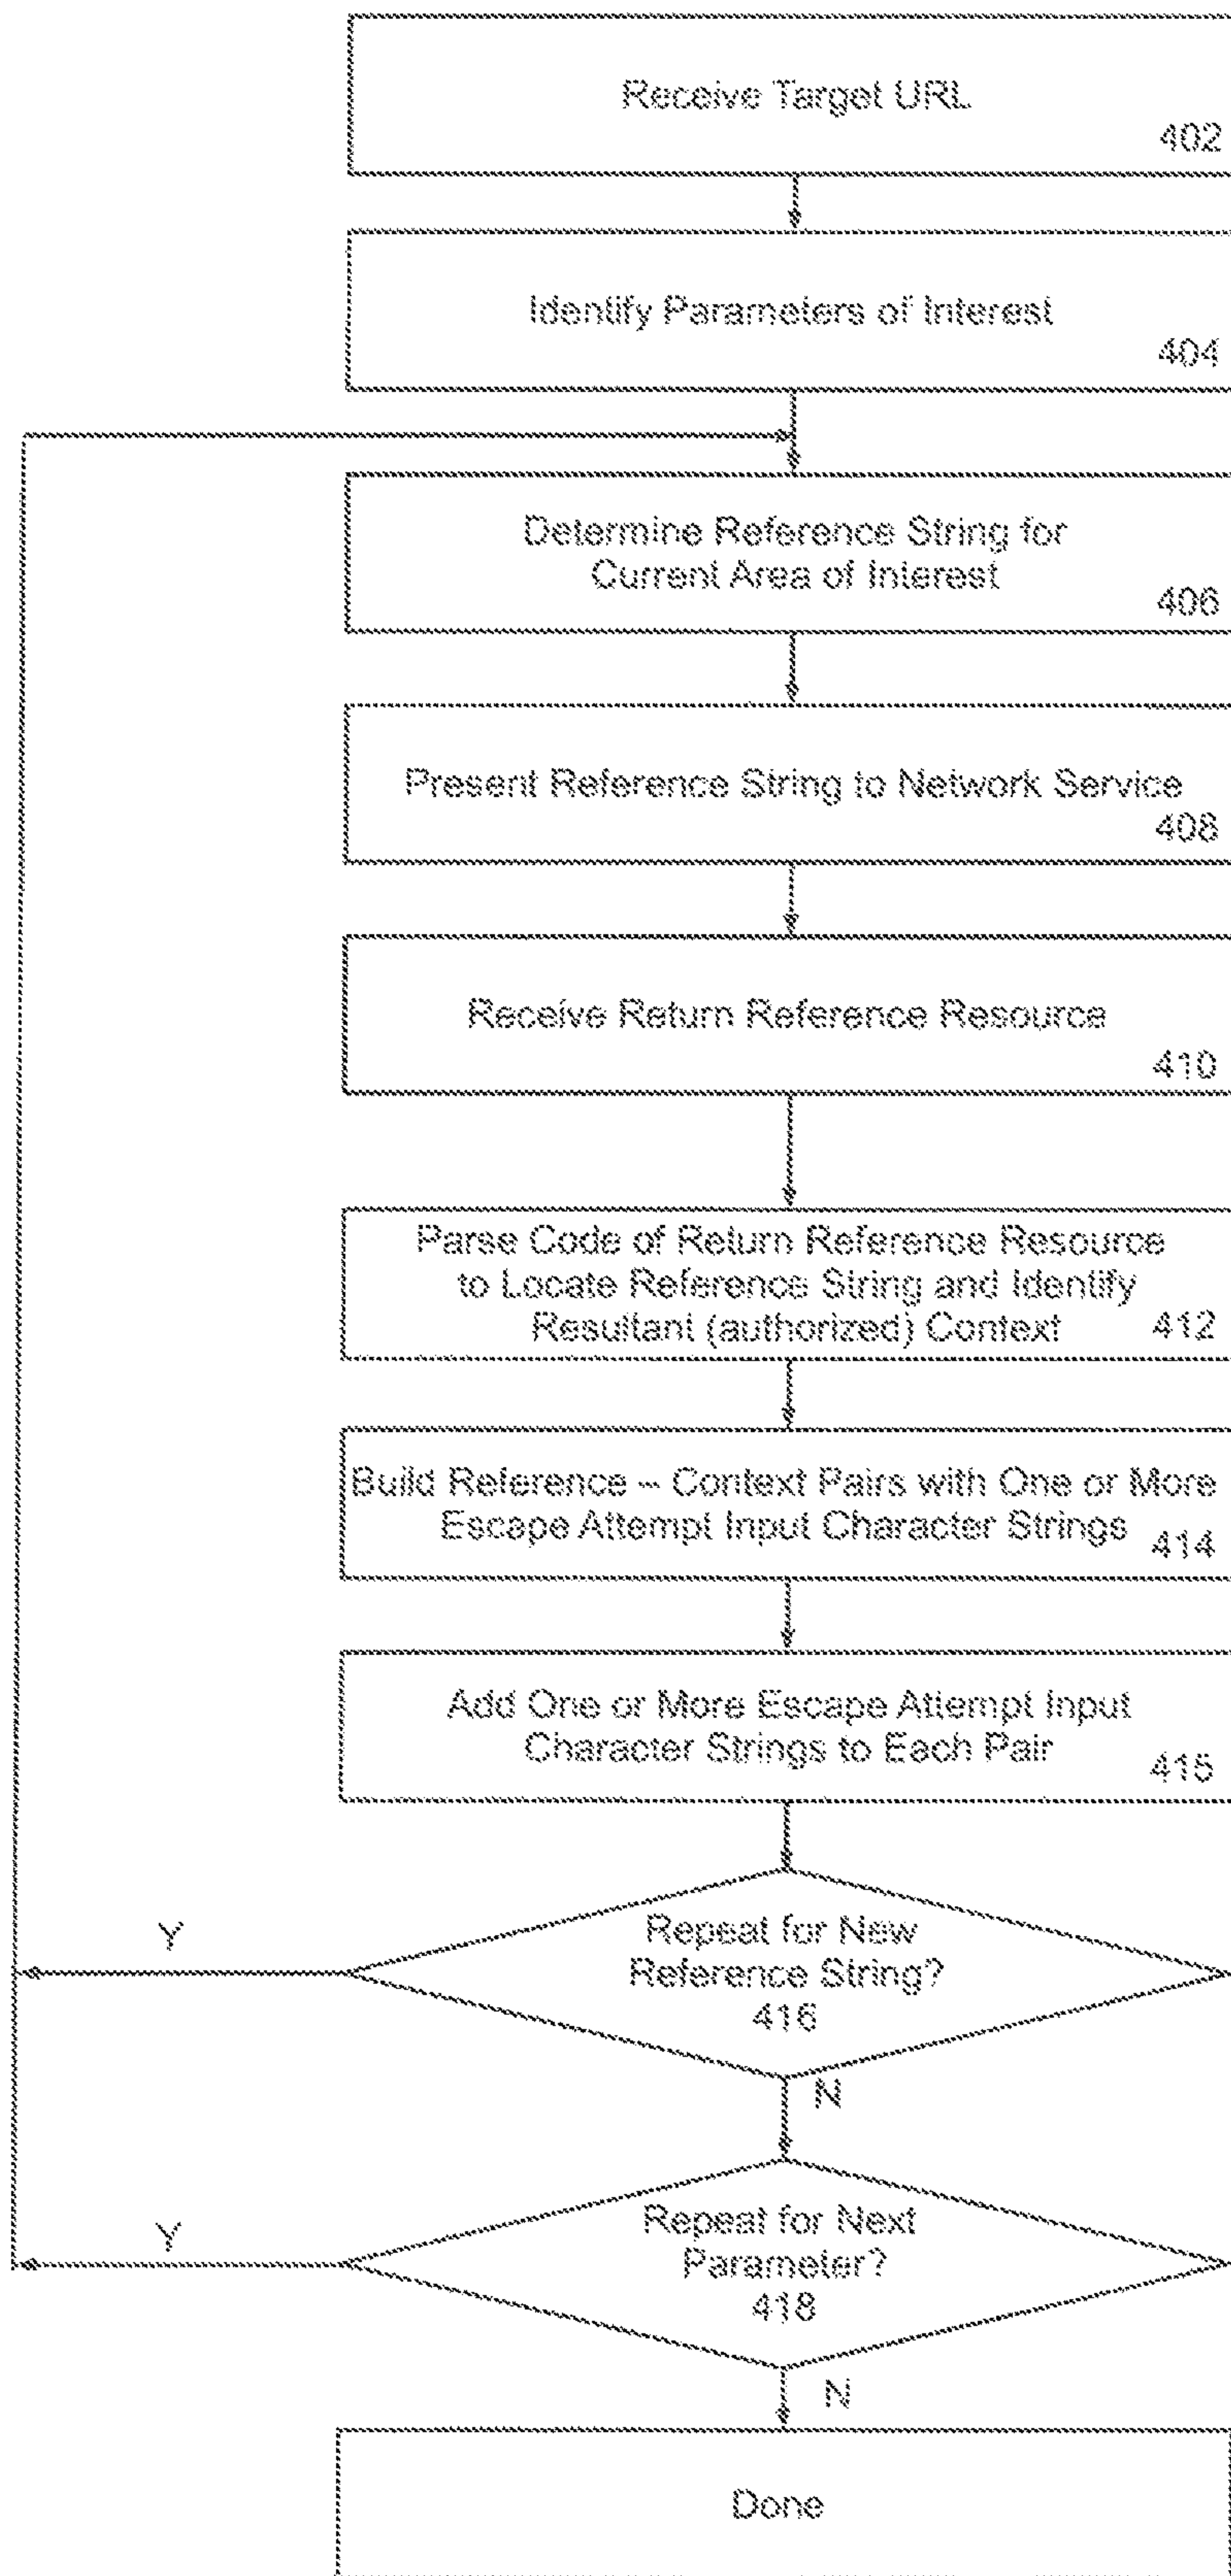 Receive Target URL
402
Identify Parameters of Interest
404
Determine Reference String for
Current Area of Interest
406
Present Reference String to Network Service
408
Receive Return Reference Resource
410
Parse Code of Return Reference Resource
to Locate Reference String and Identify
Resultant (authorized) Context
412
Build Reference – Context Pairs with One or More
Escape Attempt Input Character Strings
414
Add One or More Escape Attempt Input
Character Strings to Each Pair
415
Y
Repeat for New
Reference String?
416
N
Y
Repeat for Next
Parameter?
418
N
Done